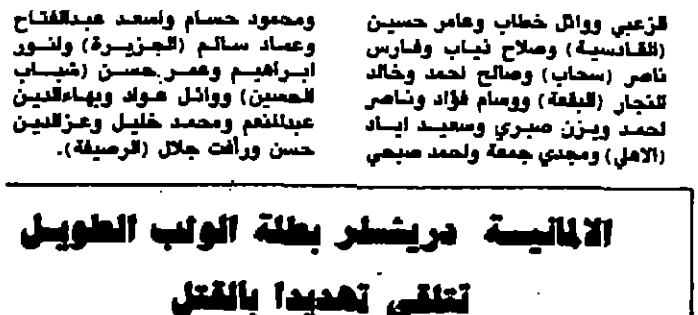 الزعبي ووائل خطاب وعامر حسين
(القادسية) وصلاح ذياب وفارس
ناصر (سحاب) وصالح احمد وخالد
النجار (البقعة) ووسام فؤاد وناصر
احمد ويزن صبري وسعيد اياد
(الاهلي) ومجدي جمعة واحمد صبحي
ومحمود حسام واسعد عبدالفتاح
وعماد سالم (الجزيرة) وانور
ابراهيم وعمر حسن (شباب
الحسين) ووائل عواد وبهاءالدين
عبدالمنعم ومحمد خليل وعزالدين
حسن ورأفت جلال (الرصيفة).
الالمانية دريشسلر بطلة الوثب الطويل
تتلقى تهديدا بالقتل